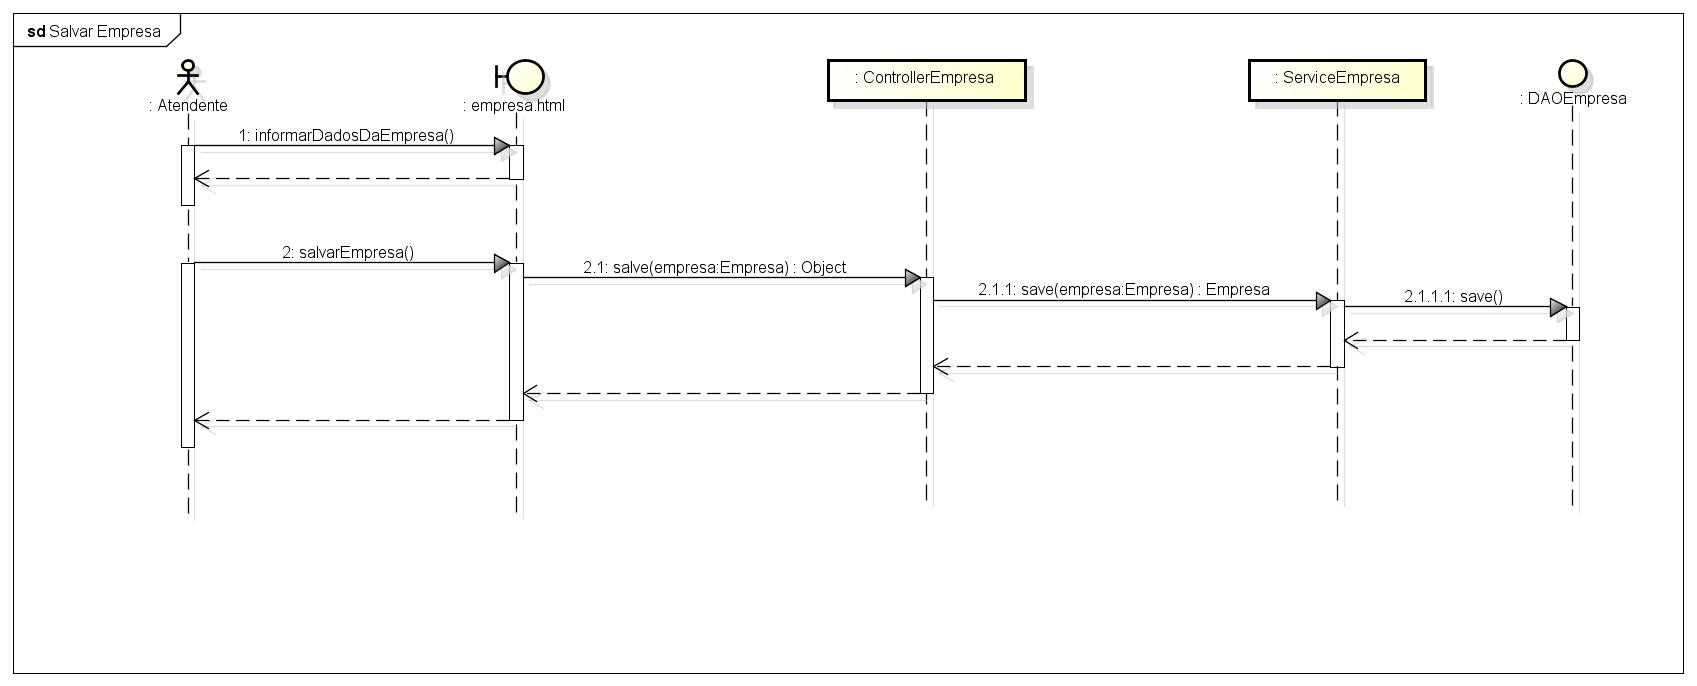 sd Salvar Empresa
: Atendente
: empresa.html
: ControllerEmpresa
: ServiceEmpresa
: DAOEmpresa
1: informarDadosDaEmpresa()
2: salvarEmpresa()
2.1: salve(empresa:Empresa) : Object
2.1.1: save(empresa:Empresa) : Empresa
2.1.1.1: save()